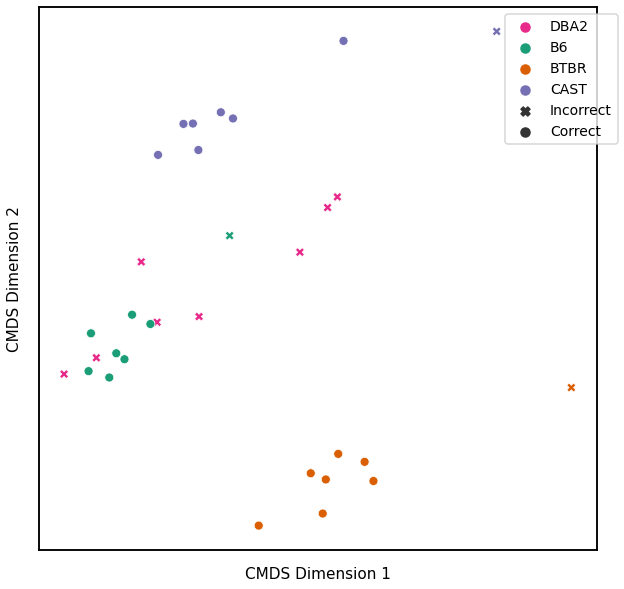 DBA2
B6
BTBR
CAST
Incorrect
Correct
CMDS Dimension 2
CMDS Dimension 1